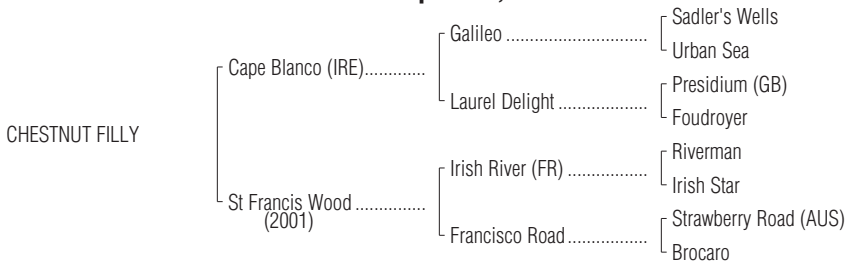 Sadler's Wells
Galileo ..............................
Urban Sea
Cape Blanco (IRE).............
Presidium (GB)
Laurel Delight ...................
Foudroyer
CHESTNUT FILLY
Riverman
Irish River (FR) .................
Irish Star
St Francis Wood ...............
(2001)
Strawberry Road (AUS)
Francisco Road.................
Brocaro